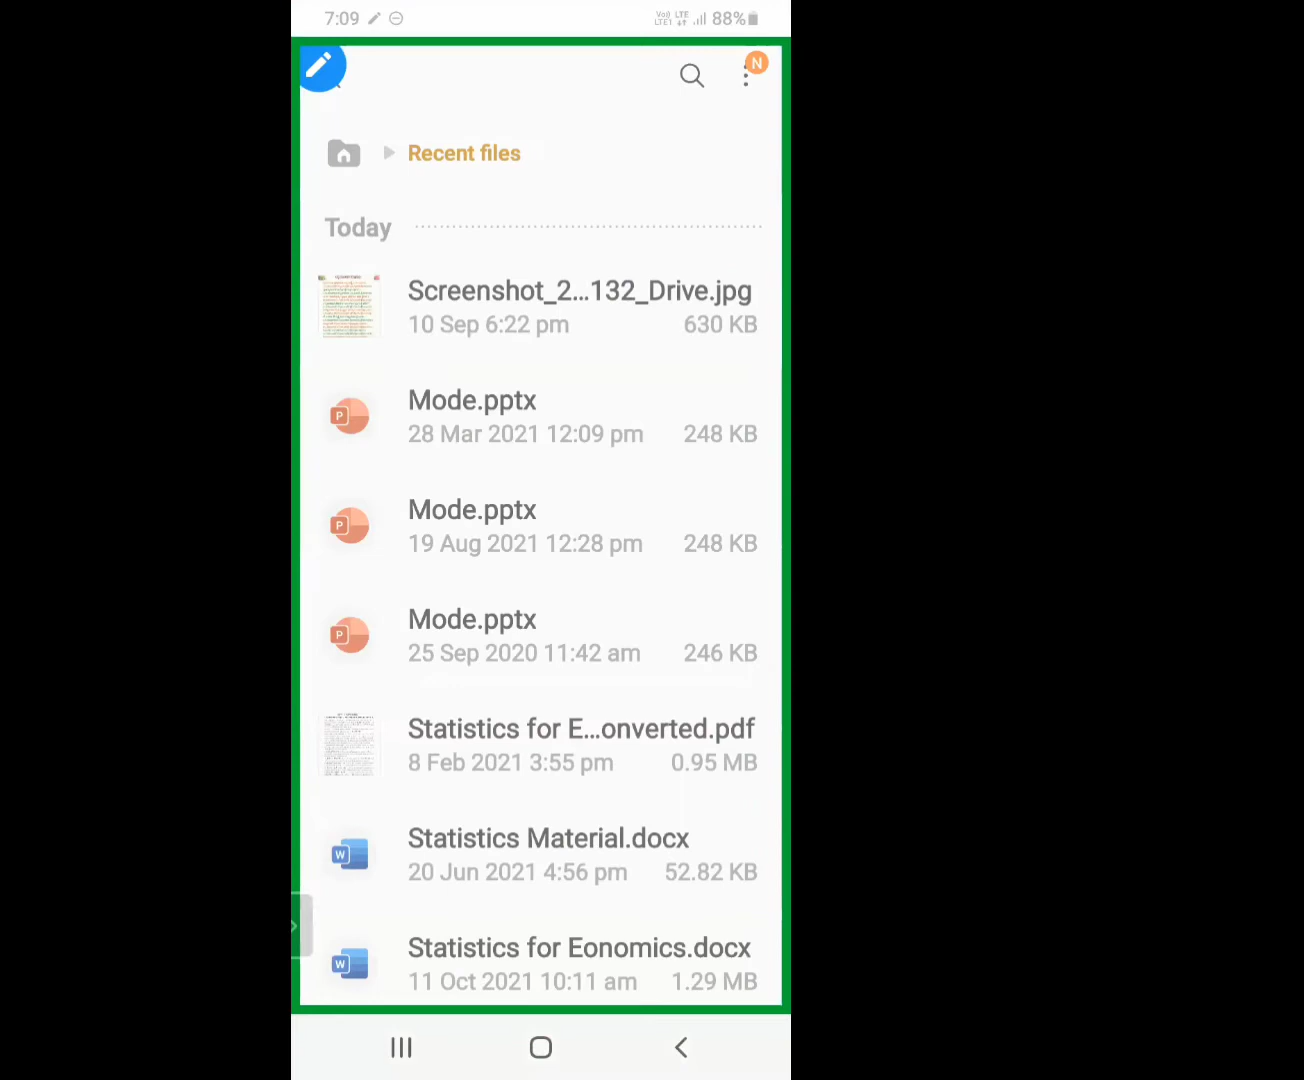 7:09 88%
N
Recent files
Today
Screenshot_2...132_Drive.jpg
10 Sep 6:22 pm 630 KB
P
Mode.pptx
28 Mar 2021 12:09 pm 248 KB
P
Mode.pptx
19 Aug 2021 12:28 pm 248 KB
P
Mode.pptx
25 Sep 2020 11:42 am 246 KB
Statistics for E...onverted.pdf
8 Feb 2021 3:55 pm 0.95 MB
W
Statistics Material.docx
20 Jun 2021 4:56 pm 52.82 KB
W
Statistics for Eonomics.docx
11 Oct 2021 10:11 am 1.29 MB